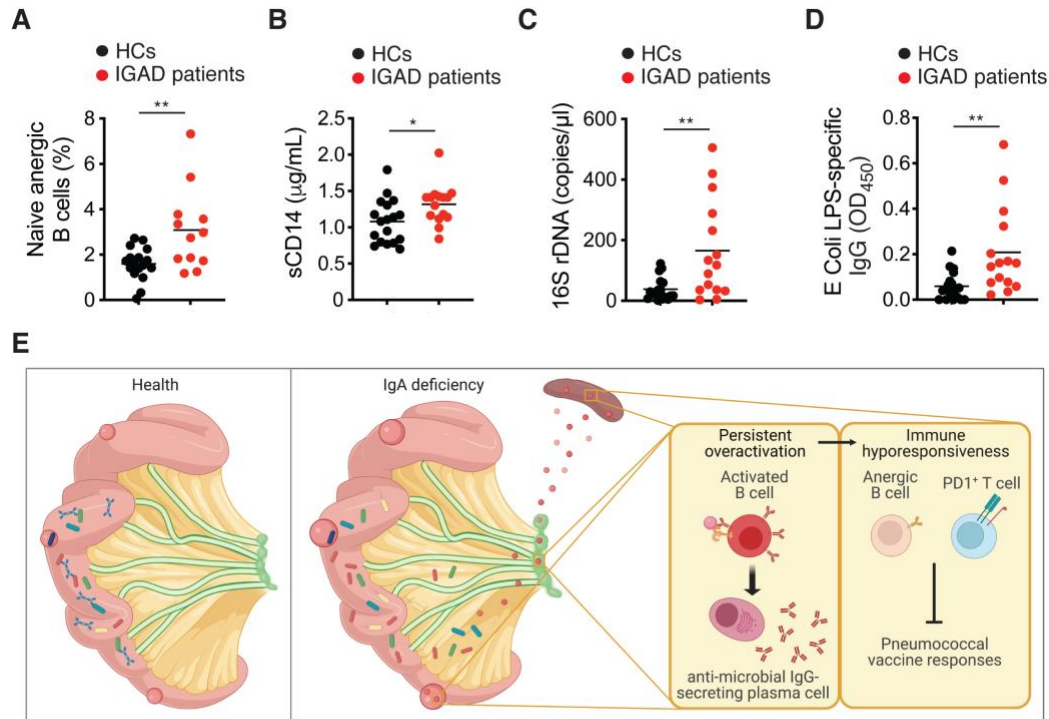 A
HCs
IGAD patients
**
Naive anergic
B cells (%)
8
6
4
2
0
B
HCs
IGAD patients
*
sCD14 (μg/mL)
2.5
2.0
1.5
1.0
0.5
0.0
C
HCs
IGAD patients
**
16S rDNA (copies/μl)
600
400
200
0
D
HCs
IGAD patients
**
E Coli LPS-specific
IgG (OD450)
0.8
0.6
0.4
0.2
0.0
E
Health
IgA deficiency
Persistent
overactivation
Activated
B cell
anti-microbial IgG-
secreting plasma cell
Immune
hyporesponsiveness
Anergic
B cell
PD1+ T cell
Pneumococcal
vaccine responses